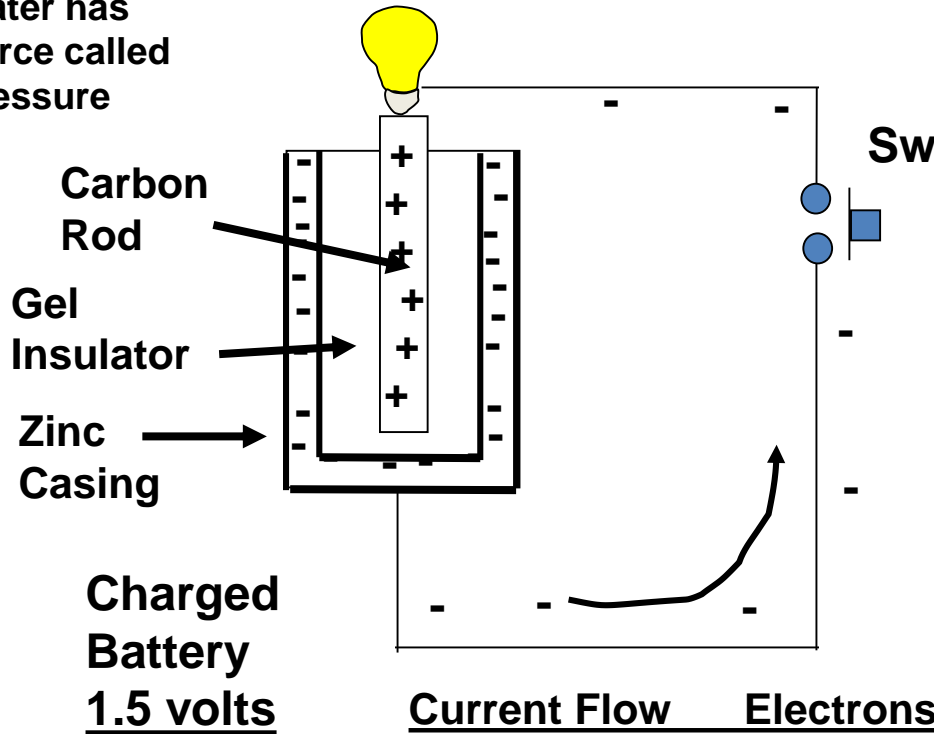 ater has
rce called
essure
Sw
Carbon
Rod
Gel
Insulator
Zinc
Casing
Charged
Battery
1.5 volts
Current Flow Electrons